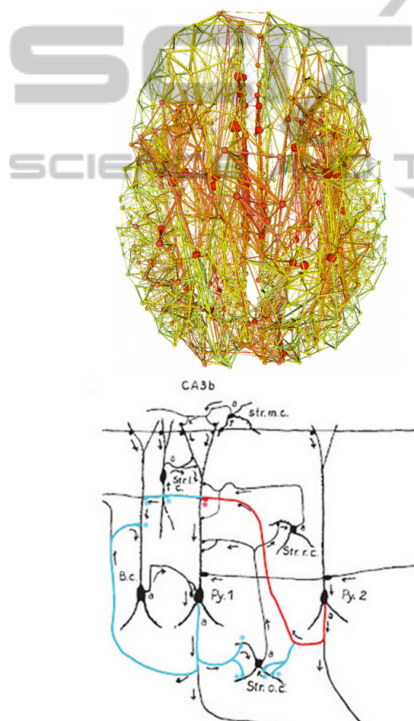 CA3b
Str.m.c.
a
Str.l.
c.
a
Str.r.c.
B.c.
a
Py.1
a
Py.2
a
a
Str.o.c.